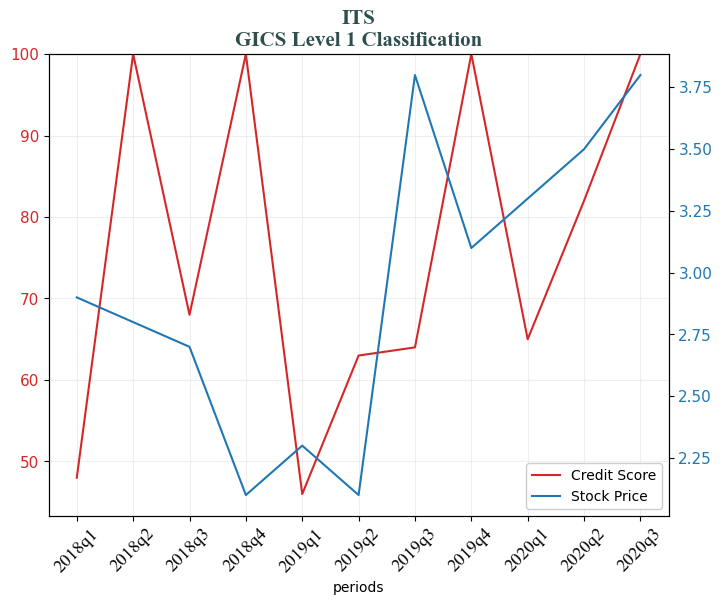 ITS
GICS Level 1 Classification
100
90
80
70
60
50
3.75
3.50
3.25
3.00
2.75
2.50
2.25
Credit Score
Stock Price
2018q1
2018q2
2018q3
2018q4
2019q1
2019q2
2019q3
2019q4
2020q1
2020q2
2020q3
periods